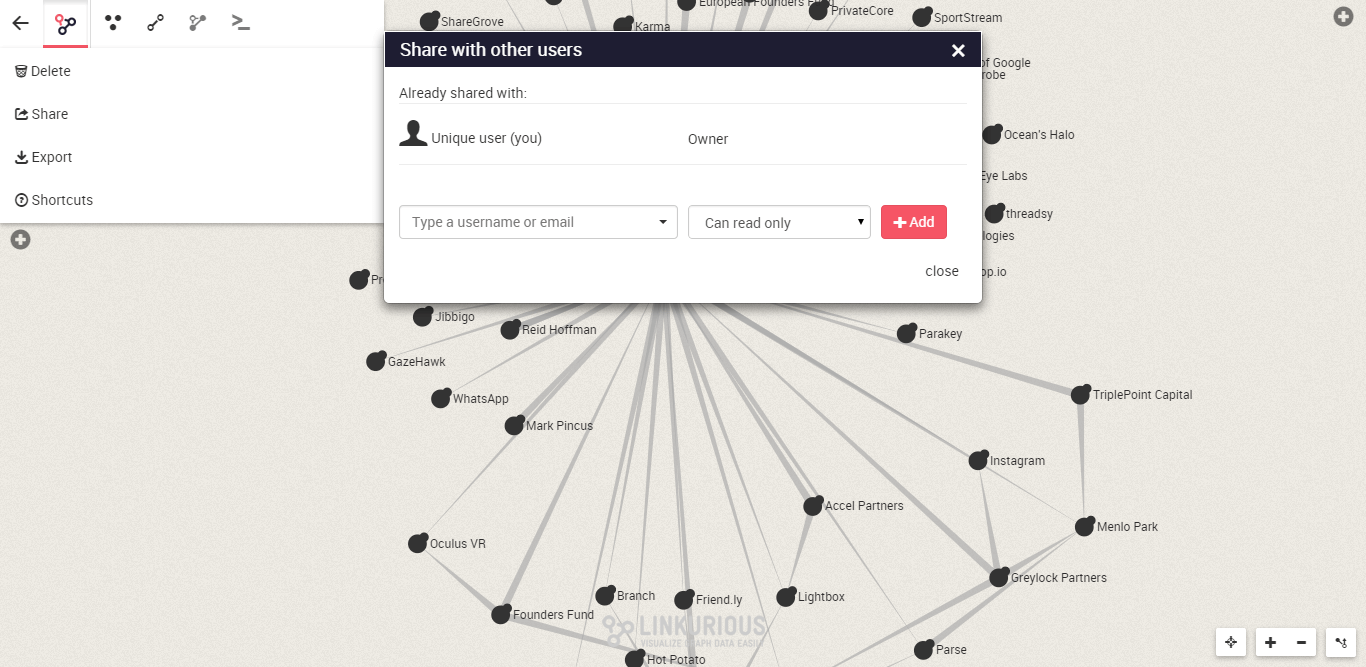 ShareGrove
Karma
European Founders Fund
PrivateCore
SportStream
Share with other users
Delete
Share
Export
Shortcuts
Already shared with:
Unique user (you)
Owner
Type a username or email
Can read only
Add
close
of Google
robe
Ocean's Halo
Eye Labs
threadsy
logies
op.io
Pr
Jibbigo
Reid Hoffman
Parakey
GazeHawk
WhatsApp
TriplePoint Capital
Mark Pincus
Instagram
Accel Partners
Menlo Park
Oculus VR
Greylock Partners
Branch
Friend.ly
Lightbox
Founders Fund
LINKURIOUS
VISUALIZE GRAPH DATA EASILY
Parse
Hot Potato